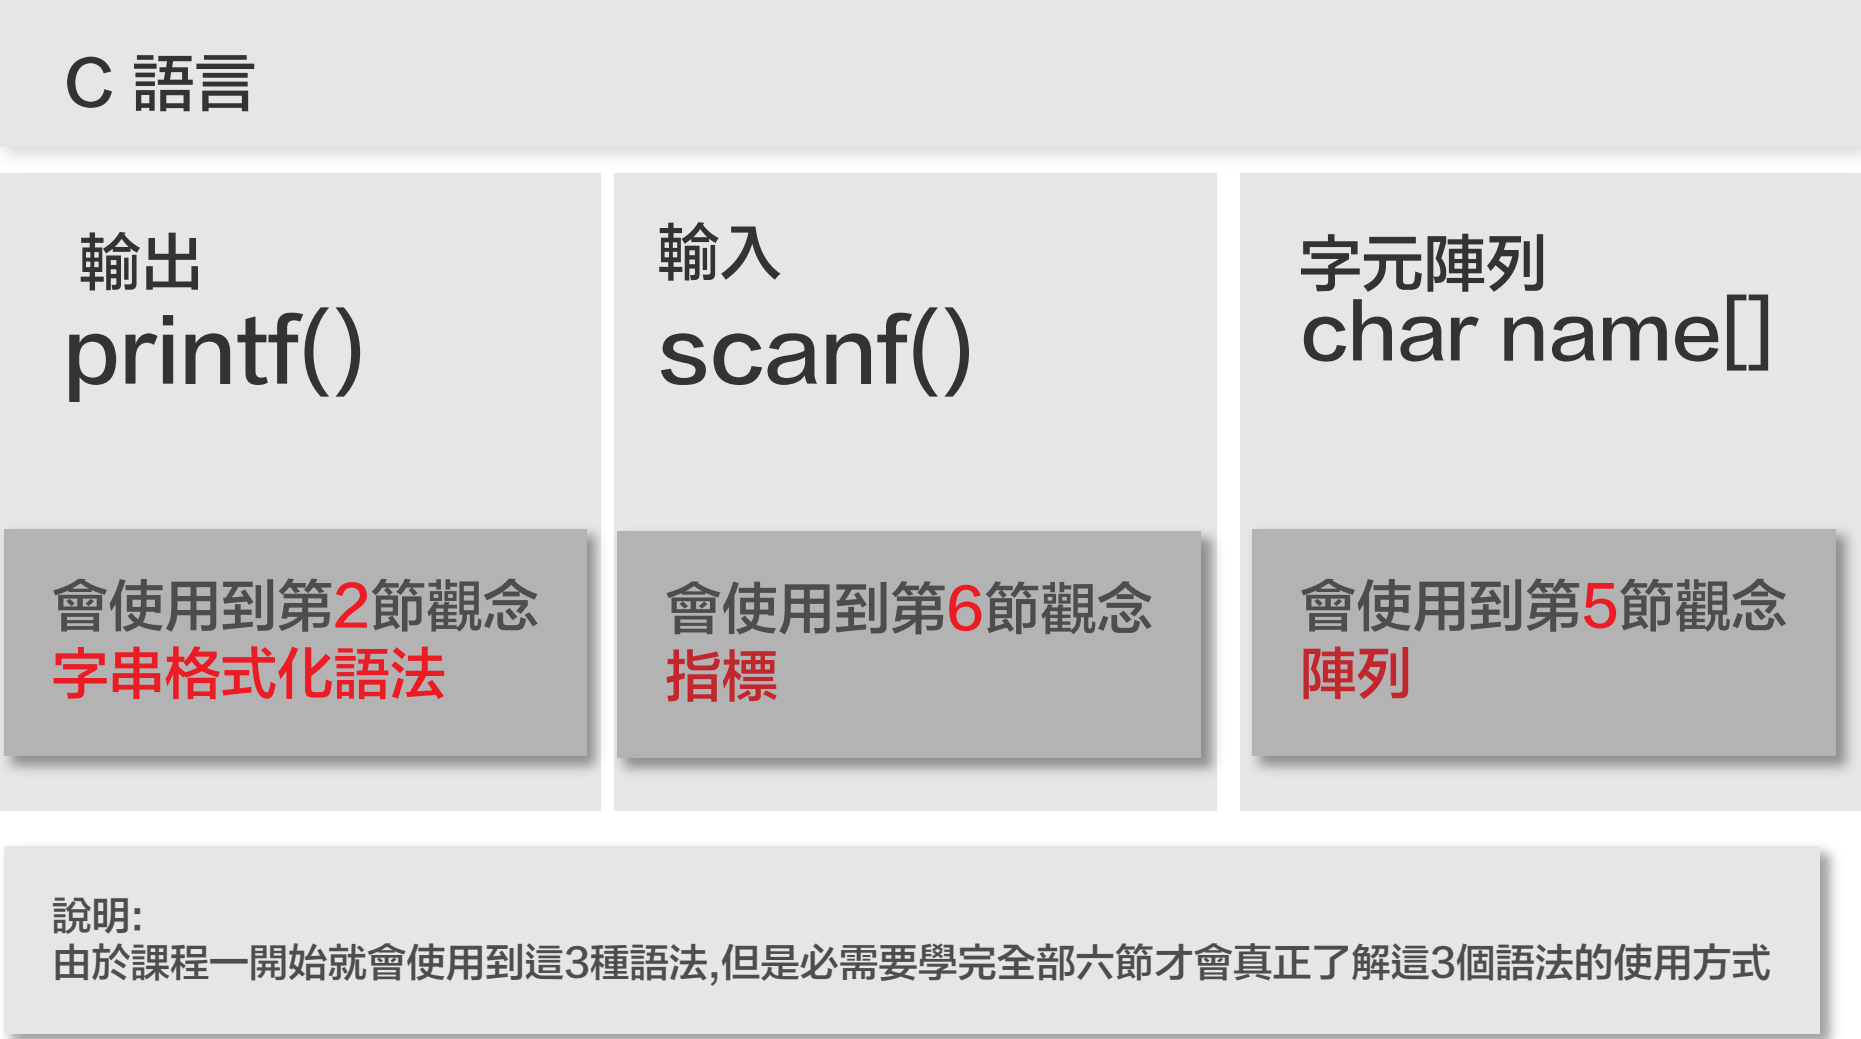 C 語言
輸出
printf()
輸入
scanf()
字元陣列
char name[]
會使用到第2節觀念
字串格式化語法
會使用到第6節觀念
指標
會使用到第5節觀念
陣列
說明:
由於課程一開始就會使用到這3種語法,但是必需要學完全部六節才會真正了解這3個語法的使用方式